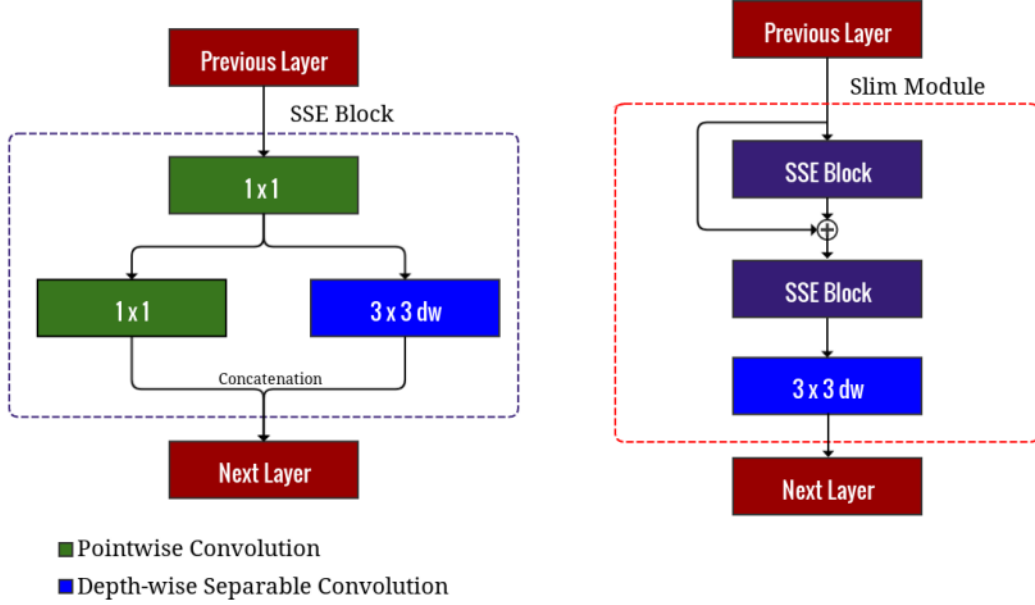 Previous Layer
SSE Block
1 x 1
1 x 1
3 x 3 dw
Concatenation
Next Layer
Pointwise Convolution
Depth-wise Separable Convolution
Previous Layer
Slim Module
SSE Block
SSE Block
3 x 3 dw
Next Layer